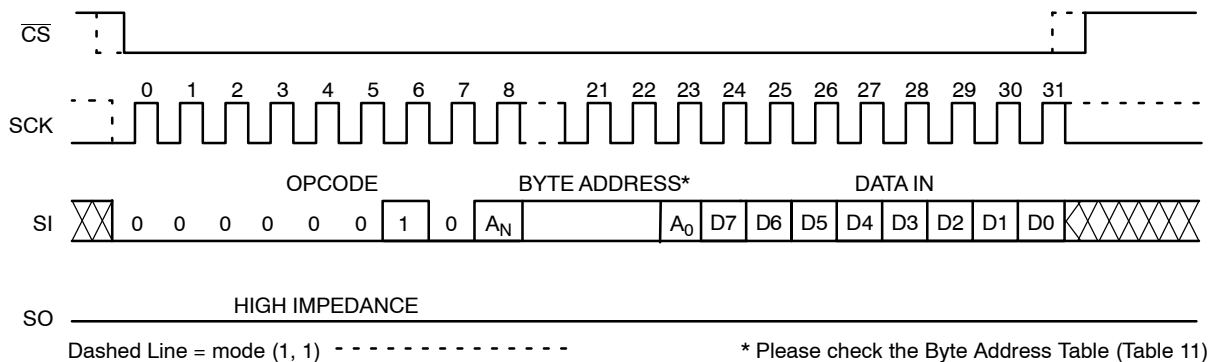 CS
0 1 2 3 4 5 6 7 8 21 22 23 24 25 26 27 28 29 30 31
SCK
OPCODE BYTE ADDRESS* DATA IN
SI 0 0 0 0 0 0 1 0 AN A0 D7 D6 D5 D4 D3 D2 D1 D0
HIGH IMPEDANCE
SO
Dashed Line = mode (1, 1) * Please check the Byte Address Table (Table 11)